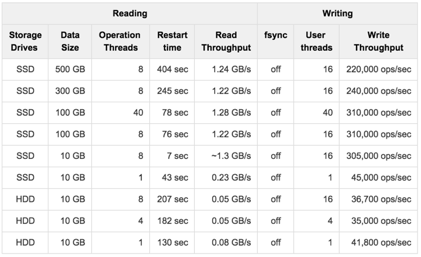 Reading Writing
Storage Drives Data Size Operation Threads Restart time Read Throughput fsync User threads Write Throughput
SSD 500 GB 8 404 sec 1.24 GB/s off 16 220,000 ops/sec
SSD 300 GB 8 245 sec 1.22 GB/s off 16 240,000 ops/sec
SSD 100 GB 40 78 sec 1.28 GB/s off 40 310,000 ops/sec
SSD 100 GB 8 76 sec 1.22 GB/s off 16 310,000 ops/sec
SSD 10 GB 8 7 sec ~1.3 GB/s off 16 305,000 ops/sec
SSD 10 GB 1 43 sec 0.23 GB/s off 1 45,000 ops/sec
HDD 10 GB 8 207 sec 0.05 GB/s off 16 36,700 ops/sec
HDD 10 GB 4 182 sec 0.05 GB/s off 4 35,000 ops/sec
HDD 10 GB 1 130 sec 0.08 GB/s off 1 41,800 ops/sec